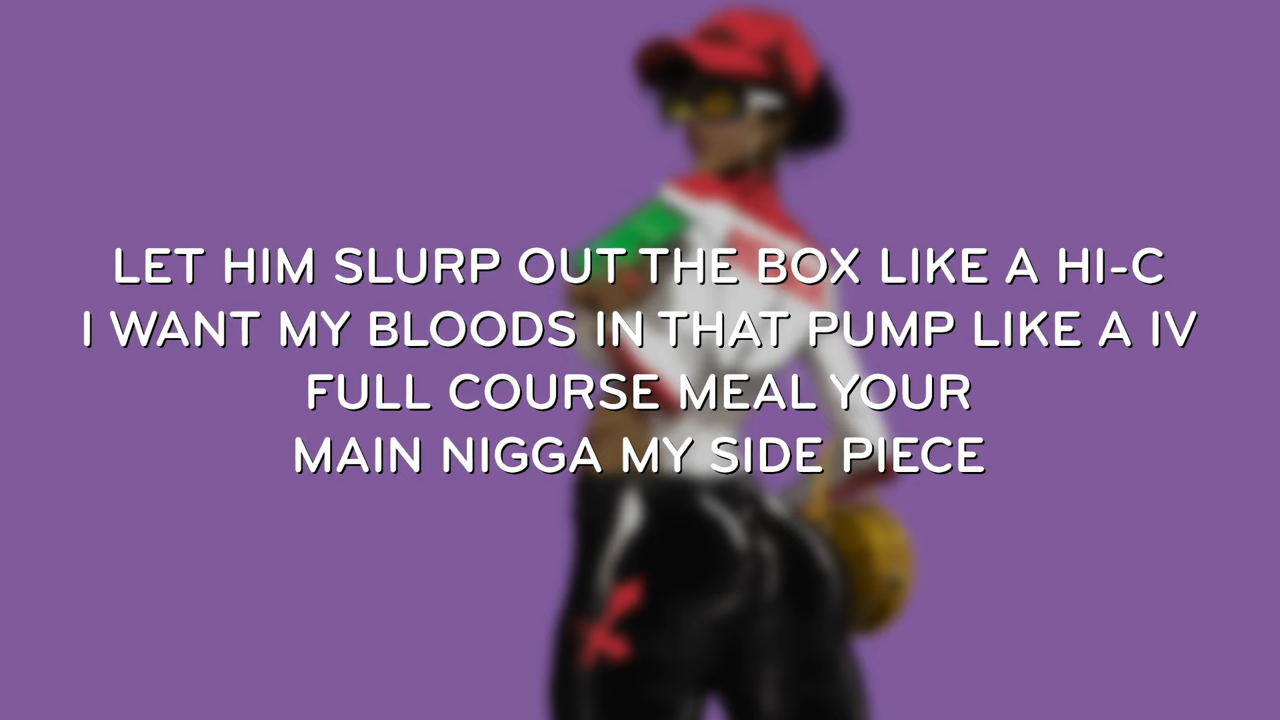 LET HIM SLURP OUT THE BOX LIKE A HI-C
I WANT MY BLOODS IN THAT PUMP LIKE A IV
FULL COURSE MEAL YOUR
MAIN NIGGA MY SIDE PIECE